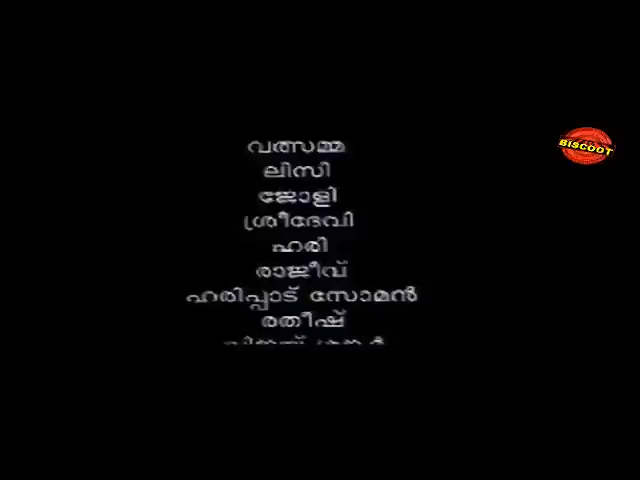 വത്സമ്മ
ലിസി
ജോളി
ശ്രീദേവി
ഹരി
രാജീവ്
ഹരിപ്പാട് സോമൻ
രതീഷ്
BISCOOT